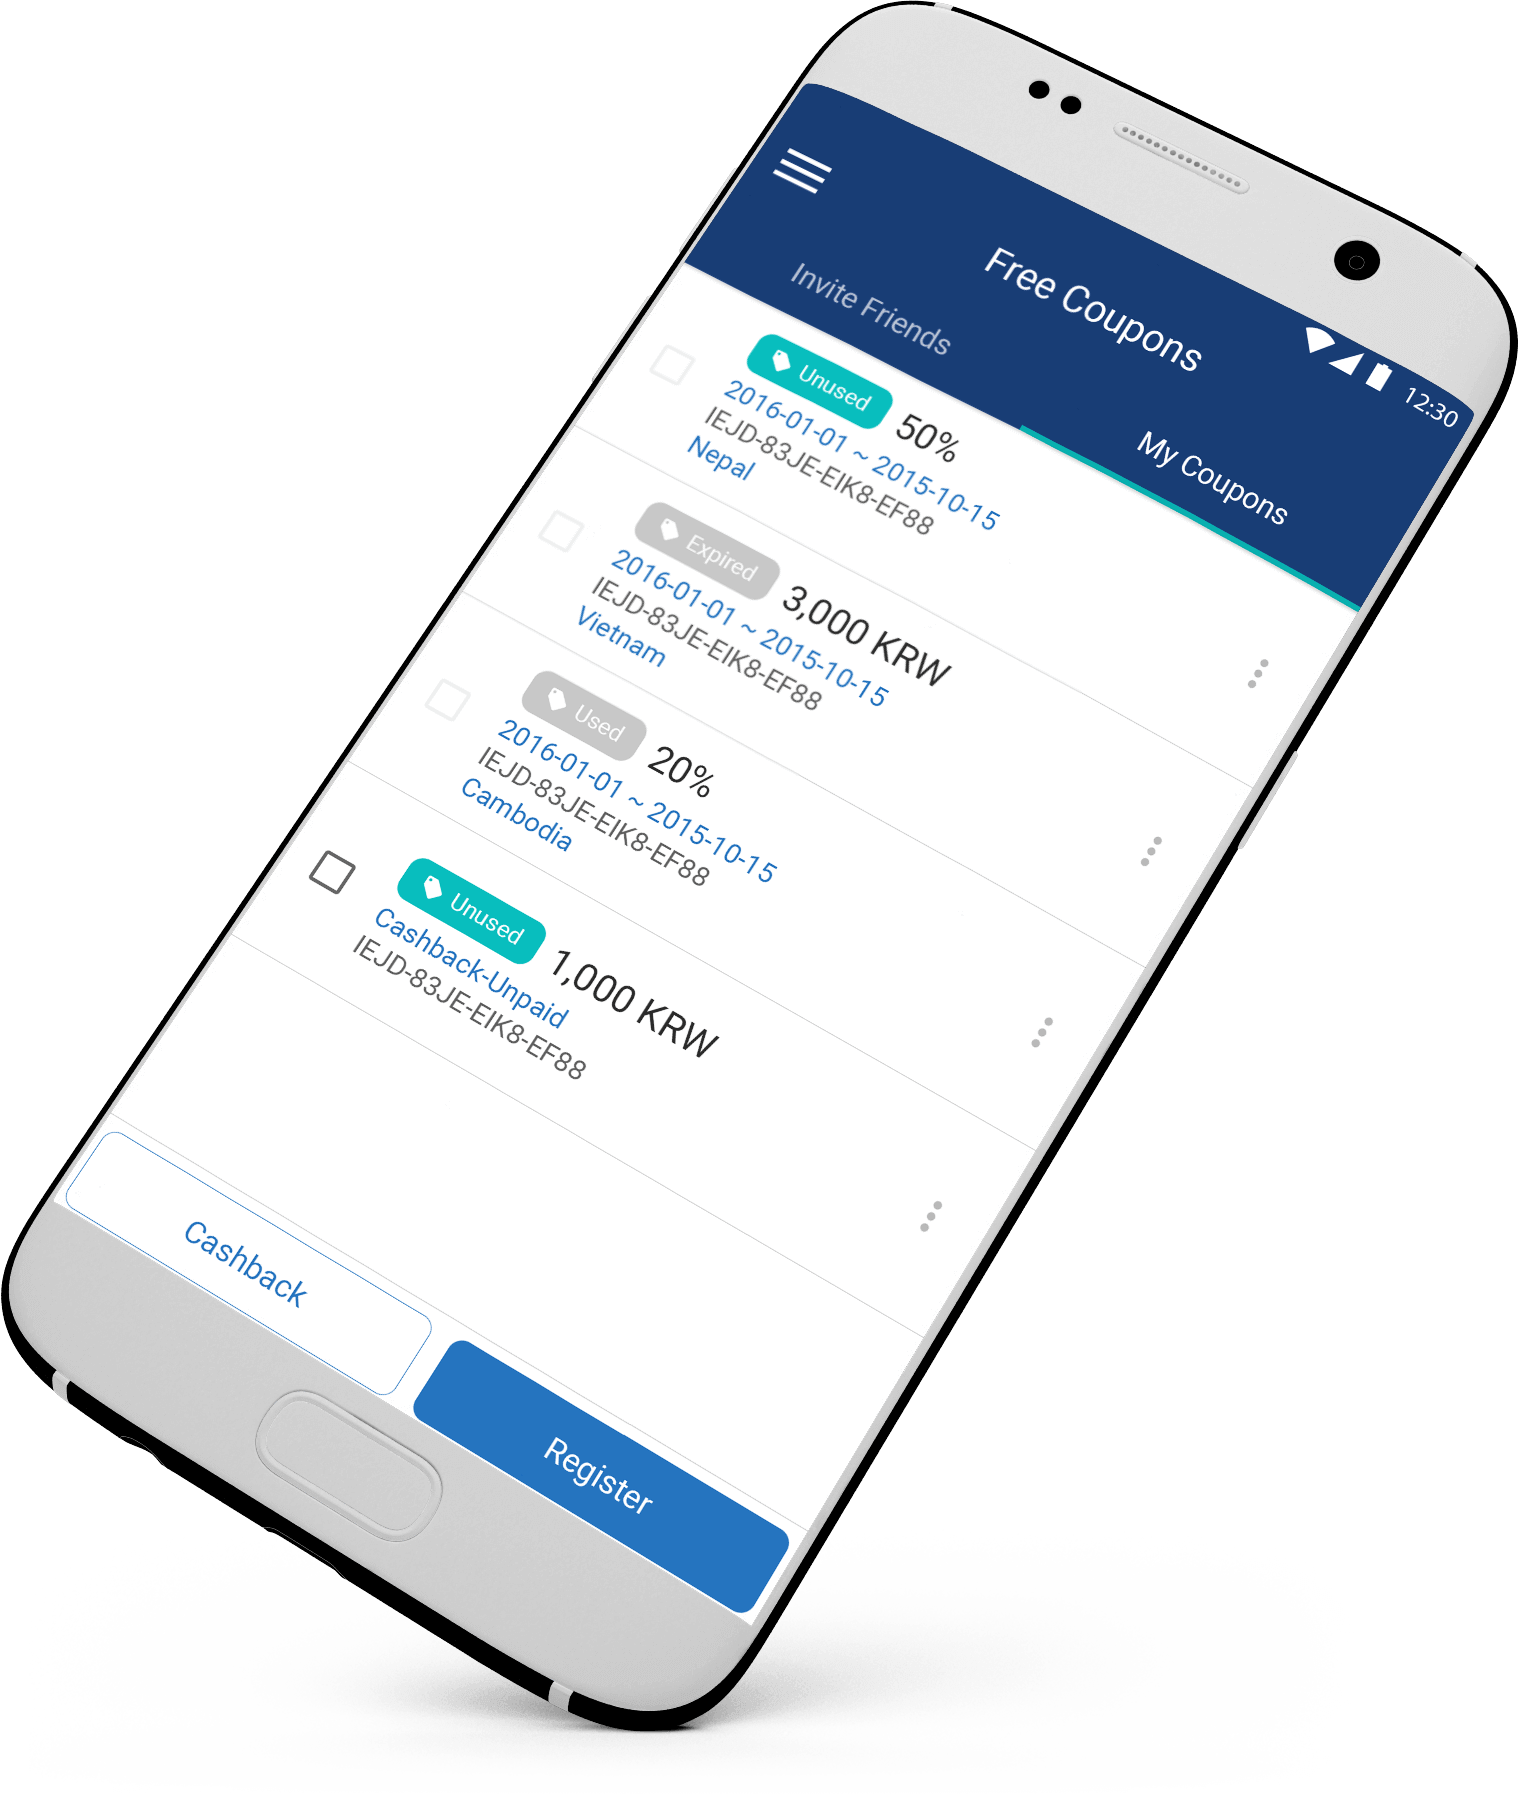 12:30
Free Coupons
Invite Friends
My Coupons
Unused 50%
2016-01-01 ~ 2015-10-15
IEJD-83JE-EIK8-EF88
Nepal
Expired 3,000 KRW
2016-01-01 ~ 2015-10-15
IEJD-83JE-EIK8-EF88
Vietnam
Used 20%
2016-01-01 ~ 2015-10-15
IEJD-83JE-EIK8-EF88
Cambodia
Unused 1,000 KRW
Cashback-Unpaid
IEJD-83JE-EIK8-EF88
Cashback
Register